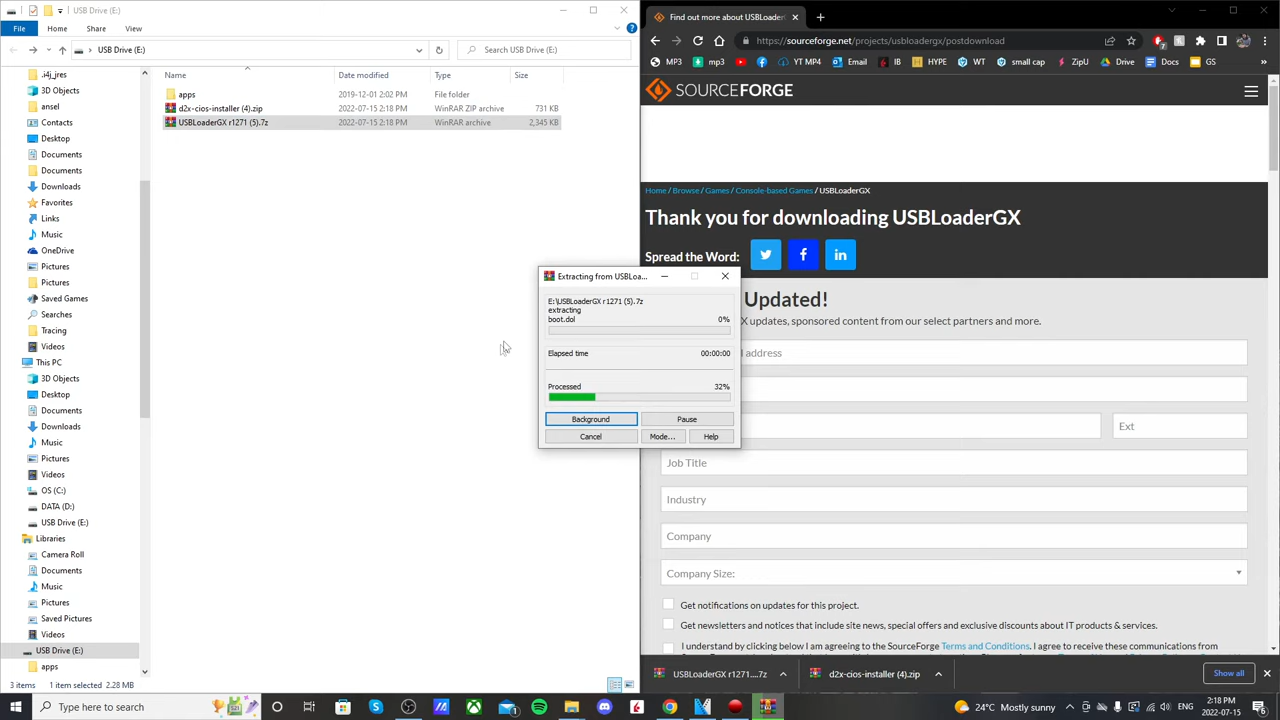 USB Drive (E:)
File
Home
Share
View
USB Drive (E:)
Search USB Drive (E:)
Name
Date modified
Type
Size
apps
2019-12-01 2:02 PM
File folder
d2x-cios-installer (4).zip
2022-07-15 2:18 PM
WinRAR ZIP archive
731 KB
USBLoaderGX r1271 (5).7z
2022-07-15 2:18 PM
WinRAR archive
2,345 KB
.i4j_jres
3D Objects
ansel
Contacts
Desktop
Documents
Documents
Downloads
Favorites
Links
Music
OneDrive
Pictures
Pictures
Saved Games
Searches
Tracing
Videos
This PC
3D Objects
Desktop
Documents
Downloads
Music
Pictures
Videos
OS (C:)
DATA (D:)
USB Drive (E:)
Libraries
Camera Roll
Documents
Music
Pictures
Saved Pictures
Videos
USB Drive (E:)
apps
3 items
1 item selected 2.28 MB
Extracting from USBLoa...
E:\USBLoaderGX r1271 (5).7z
extracting
boot.dol
0%
Elapsed time
00:00:00
Processed
32%
Background
Pause
Cancel
Mode...
Help
Find out more about USBLoader
https://sourceforge.net/projects/usbloadergx/postdownload
MP3
mp3
YT MP4
Email
IB
HYPE
WT
small cap
ZipU
Drive
Docs
GS
SOURCEFORGE
Home / Browse / Games / Console-based Games / USBLoaderGX
Thank you for downloading USBLoaderGX
Spread the Word:
Updated!
X updates, sponsored content from our select partners and more.
address
Ext
Job Title
Industry
Company
Company Size:
Get notifications on updates for this project.
Get newsletters and notices that include site news, special offers and exclusive discounts about IT products & services.
I understand by clicking below I am agreeing to the SourceForge Terms and Conditions. I agree to receive these communications from
USBLoaderGX r1271....7z
d2x-cios-installer (4).zip
Show all
Type here to search
24°C Mostly sunny
2:18 PM
2022-07-15